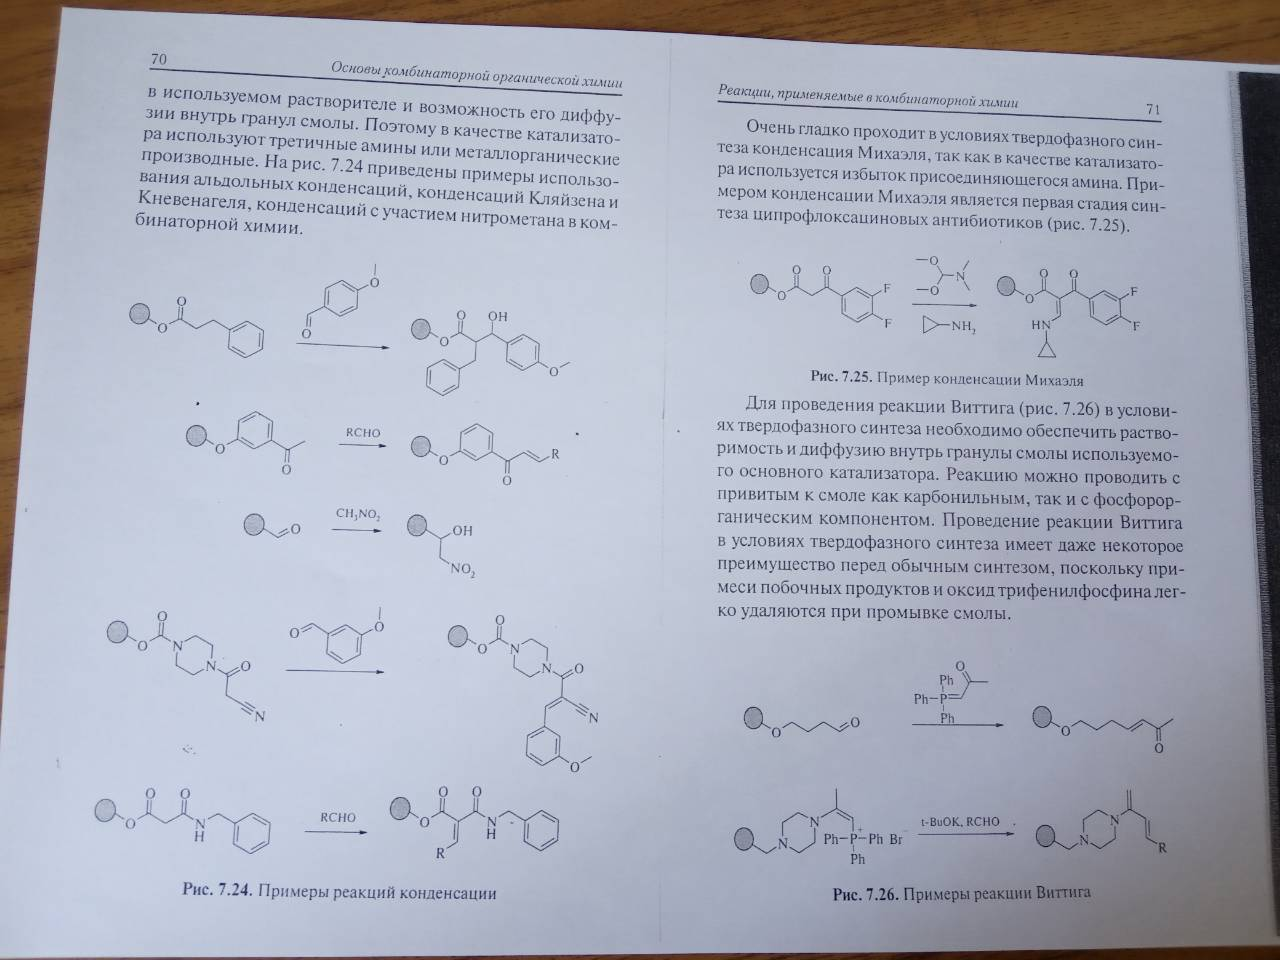 70
Основы комбинаторной органической химии
в используемом растворителе и возможность его диффу-
зии внутрь гранул смолы. Поэтому в качестве катализато-
ра используют третичные амины или металлорганические
производные. На рис. 7.24 приведены примеры использо-
вания альдольных конденсаций, конденсаций Кляйзена и
Кневенагеля, конденсаций с участием нитрометана в ком-
бинаторной химии.
O
O
O
O
O
O
OH
O
O
O
RCHO
O
O
R
O
CH₃NO₂
OH
NO₂
O
O
N
N
O
N
O
O
O
O
N
N
O
N
O
O
O
O
N
H
RCHO
O
O
O
N
H
R
Рис. 7.24. Примеры реакций конденсации
Реакции, применяемые в комбинаторной химии
71
Очень гладко проходит в условиях твердофазного син-
теза конденсация Михаэля, так как в качестве катализато-
ра используется избыток присоединяющегося амина. При-
мером конденсации Михаэля является первая стадия син-
теза ципрофлоксациновых антибиотиков (рис. 7.25).
O
O
O
F
F
O
O
N
NH₂
O
O
O
F
F
HN
Рис. 7.25. Пример конденсации Михаэля
Для проведения реакции Виттига (рис. 7.26) в услови-
ях твердофазного синтеза необходимо обеспечить раство-
римость и диффузию внутрь гранулы смолы используемо-
го основного катализатора. Реакцию можно проводить с
привитым к смоле как карбонильным, так и с фосфорор-
ганическим компонентом. Проведение реакции Виттига
в условиях твердофазного синтеза имеет даже некоторое
преимущество перед обычным синтезом, поскольку при-
меси побочных продуктов и оксид трифенилфосфина лег-
ко удаляются при промывке смолы.
O
O
O
Ph
Ph–P
Ph
O
O
N
N
Ph–P⁺–Ph Br⁻
Ph
t-BuOK, RCHO
N
N
R
Рис. 7.26. Примеры реакции Виттига